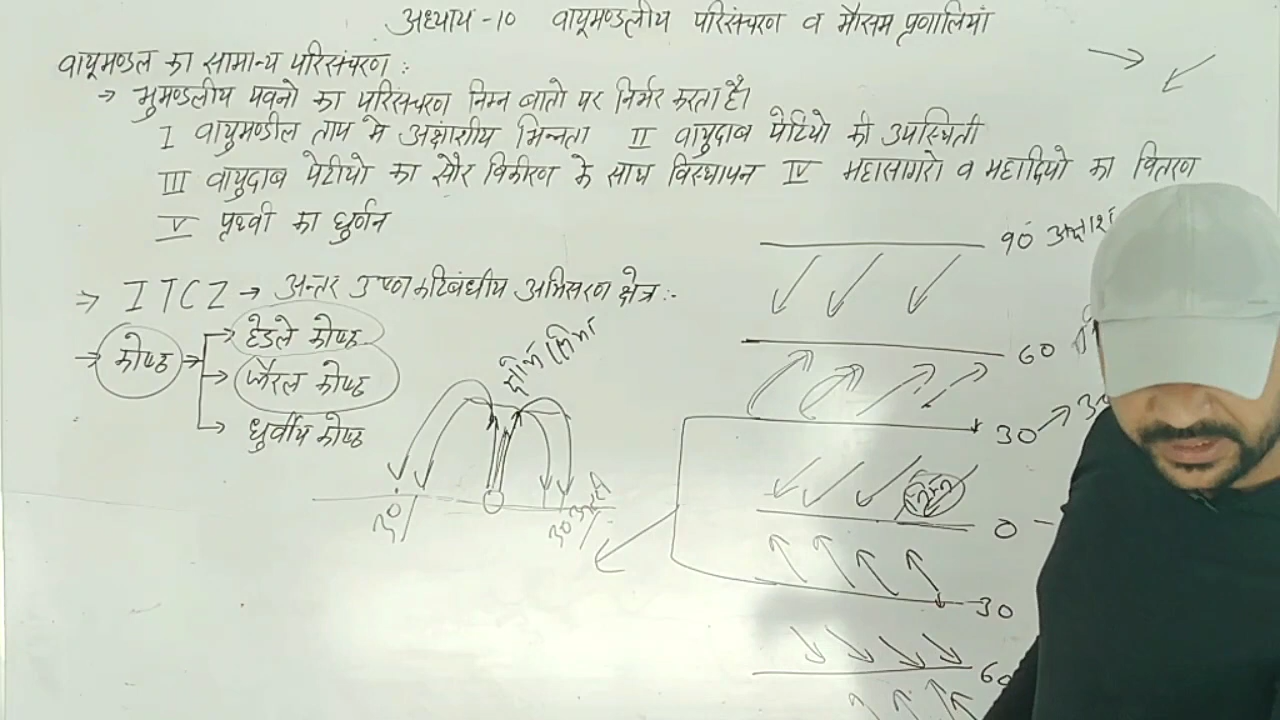 अध्याय -10 वायूमण्डलीय परिसंचरण व मौसम प्रणालियां
वायूमण्डल का सामान्य परिसंचरण :
→ भुमण्डलीय पवनो का परिसंचरण निम्न बातो पर निर्भर करता है।
I वायुमण्डील ताप मे अक्षाशीय भिन्नता II वायुदाब पेटियो की उपस्थिती
III वायुदाब पेटीयो का सौर विकीरण के साथ विस्थापन IV महासागरो व महाद्वियो का वितरण
V पृथ्वी का घुर्णन
90 अक्षाश
⇒ ITCZ → अन्तर उष्ण कटिबंधीय अभिसरण क्षेत्र :-
→ कोष्ठ → हेडले कोष्ठ
→ फैरल कोष्ठ
→ ध्रुर्वीय कोष्ठ
60
30
30
30
0
30
60